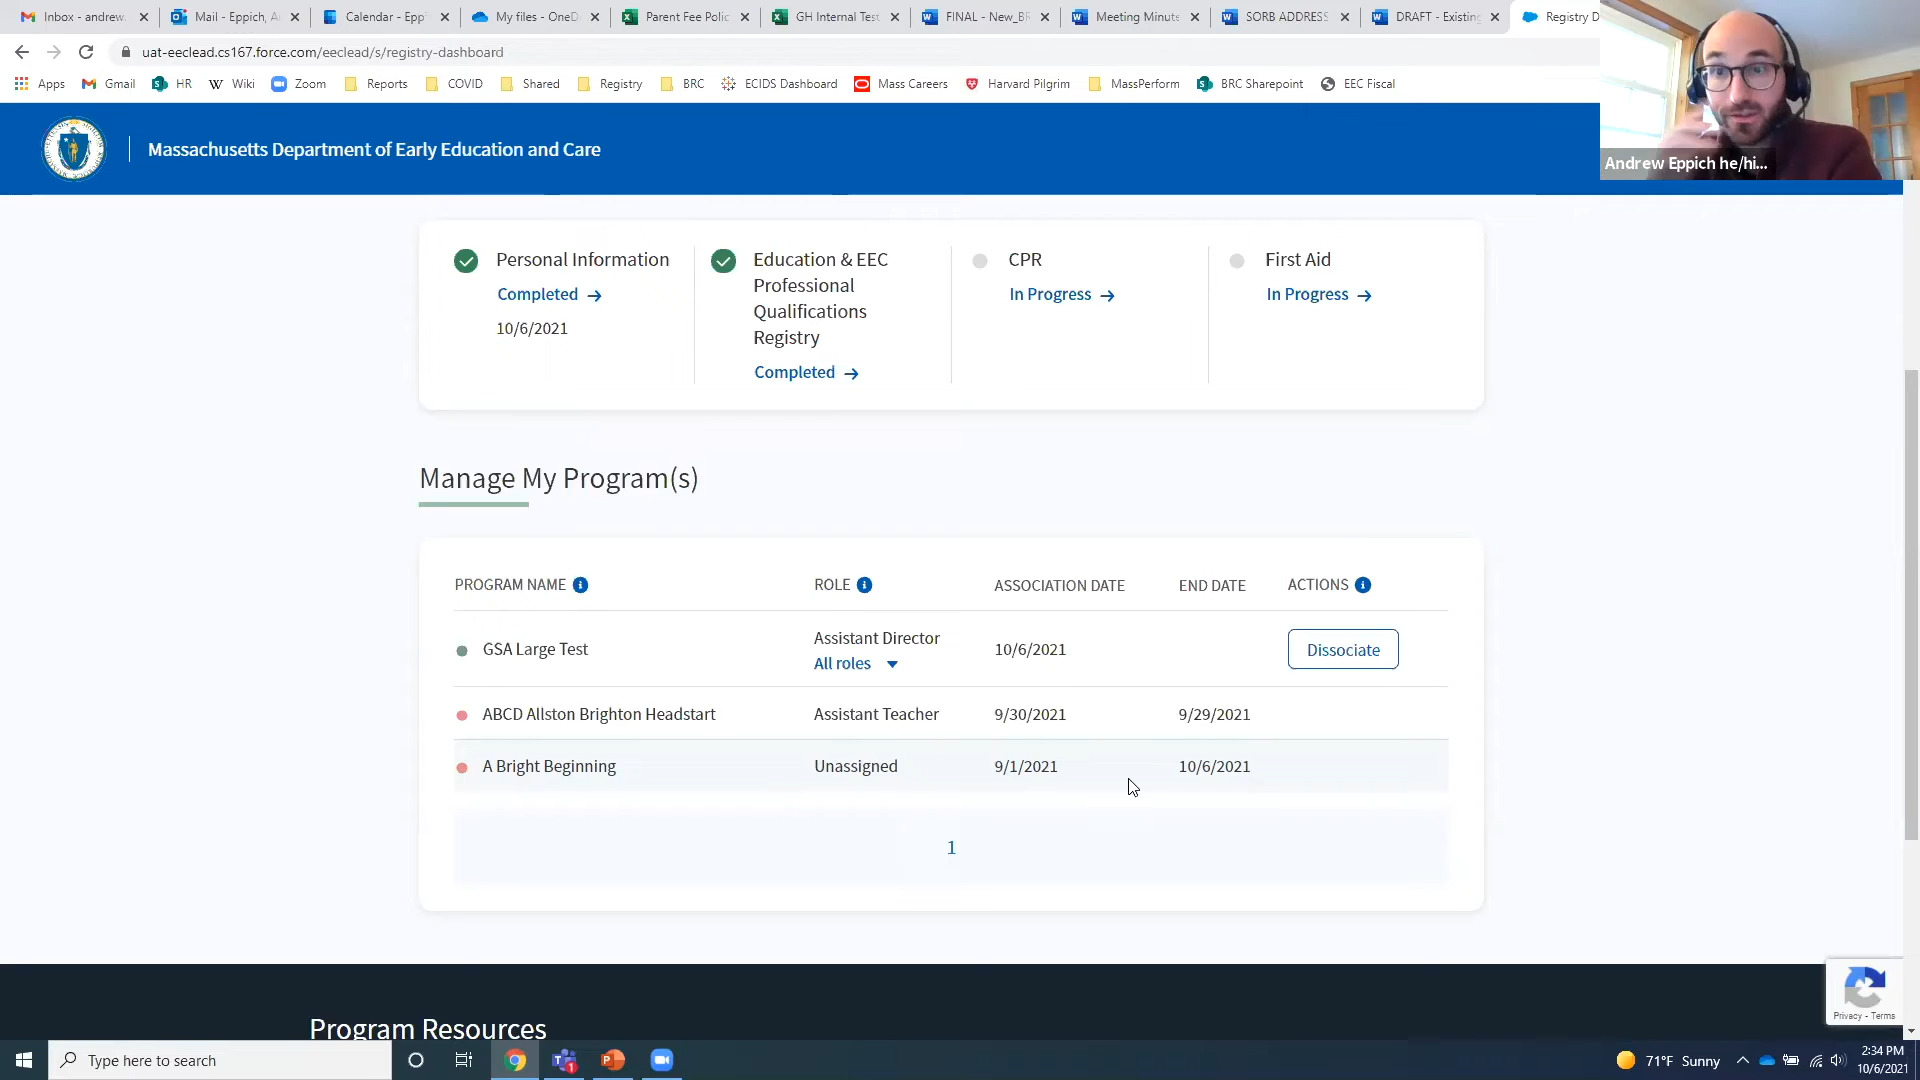 Inbox - andrew.
Mail - Eppich, A
Calendar - Epp
My files - OneD
Parent Fee Polic
GH Internal Test
FINAL - New_BR
Meeting Minute
SORB ADDRESS
DRAFT - Existing
Registry D
uat-eeclead.cs167.force.com/eeclead/s/registry-dashboard
Apps Gmail HR Wiki Zoom Reports COVID Shared Registry BRC ECIDS Dashboard Mass Careers Harvard Pilgrim MassPerform BRC Sharepoint EEC Fiscal
Andrew Eppich he/hi...
Massachusetts Department of Early Education and Care
Personal Information
Completed
10/6/2021
Education & EEC
Professional
Qualifications
Registry
Completed
CPR
In Progress
First Aid
In Progress
Manage My Program(s)
PROGRAM NAME ROLE ASSOCIATION DATE END DATE ACTIONS
GSA Large Test Assistant Director 10/6/2021 Dissociate
All roles
ABCD Allston Brighton Headstart Assistant Teacher 9/30/2021 9/29/2021
A Bright Beginning Unassigned 9/1/2021 10/6/2021
1
Program Resources
Privacy - Terms
Type here to search
71°F Sunny
2:34 PM
10/6/2021